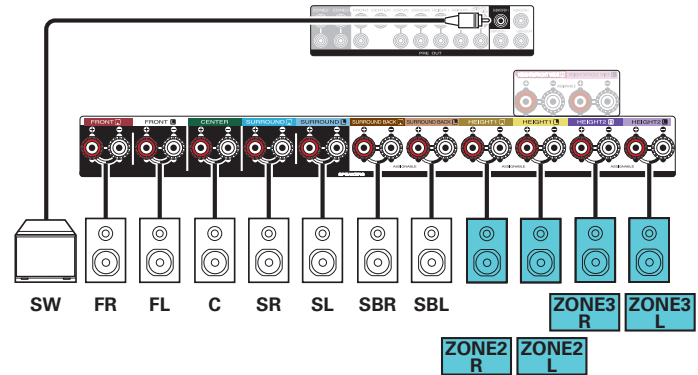 PRE OUT
FRONT R FRONT L CENTER SURROUND R SURROUND L SURROUND BACK R SURROUND BACK L HEIGHT1 R HEIGHT1 L HEIGHT2 R HEIGHT2 L
ASSIGNABLE ASSIGNABLE ASSIGNABLE
SPEAKERS
SW FR FL C SR SL SBR SBL
ZONE3 R ZONE3 L
ZONE2 R ZONE2 L